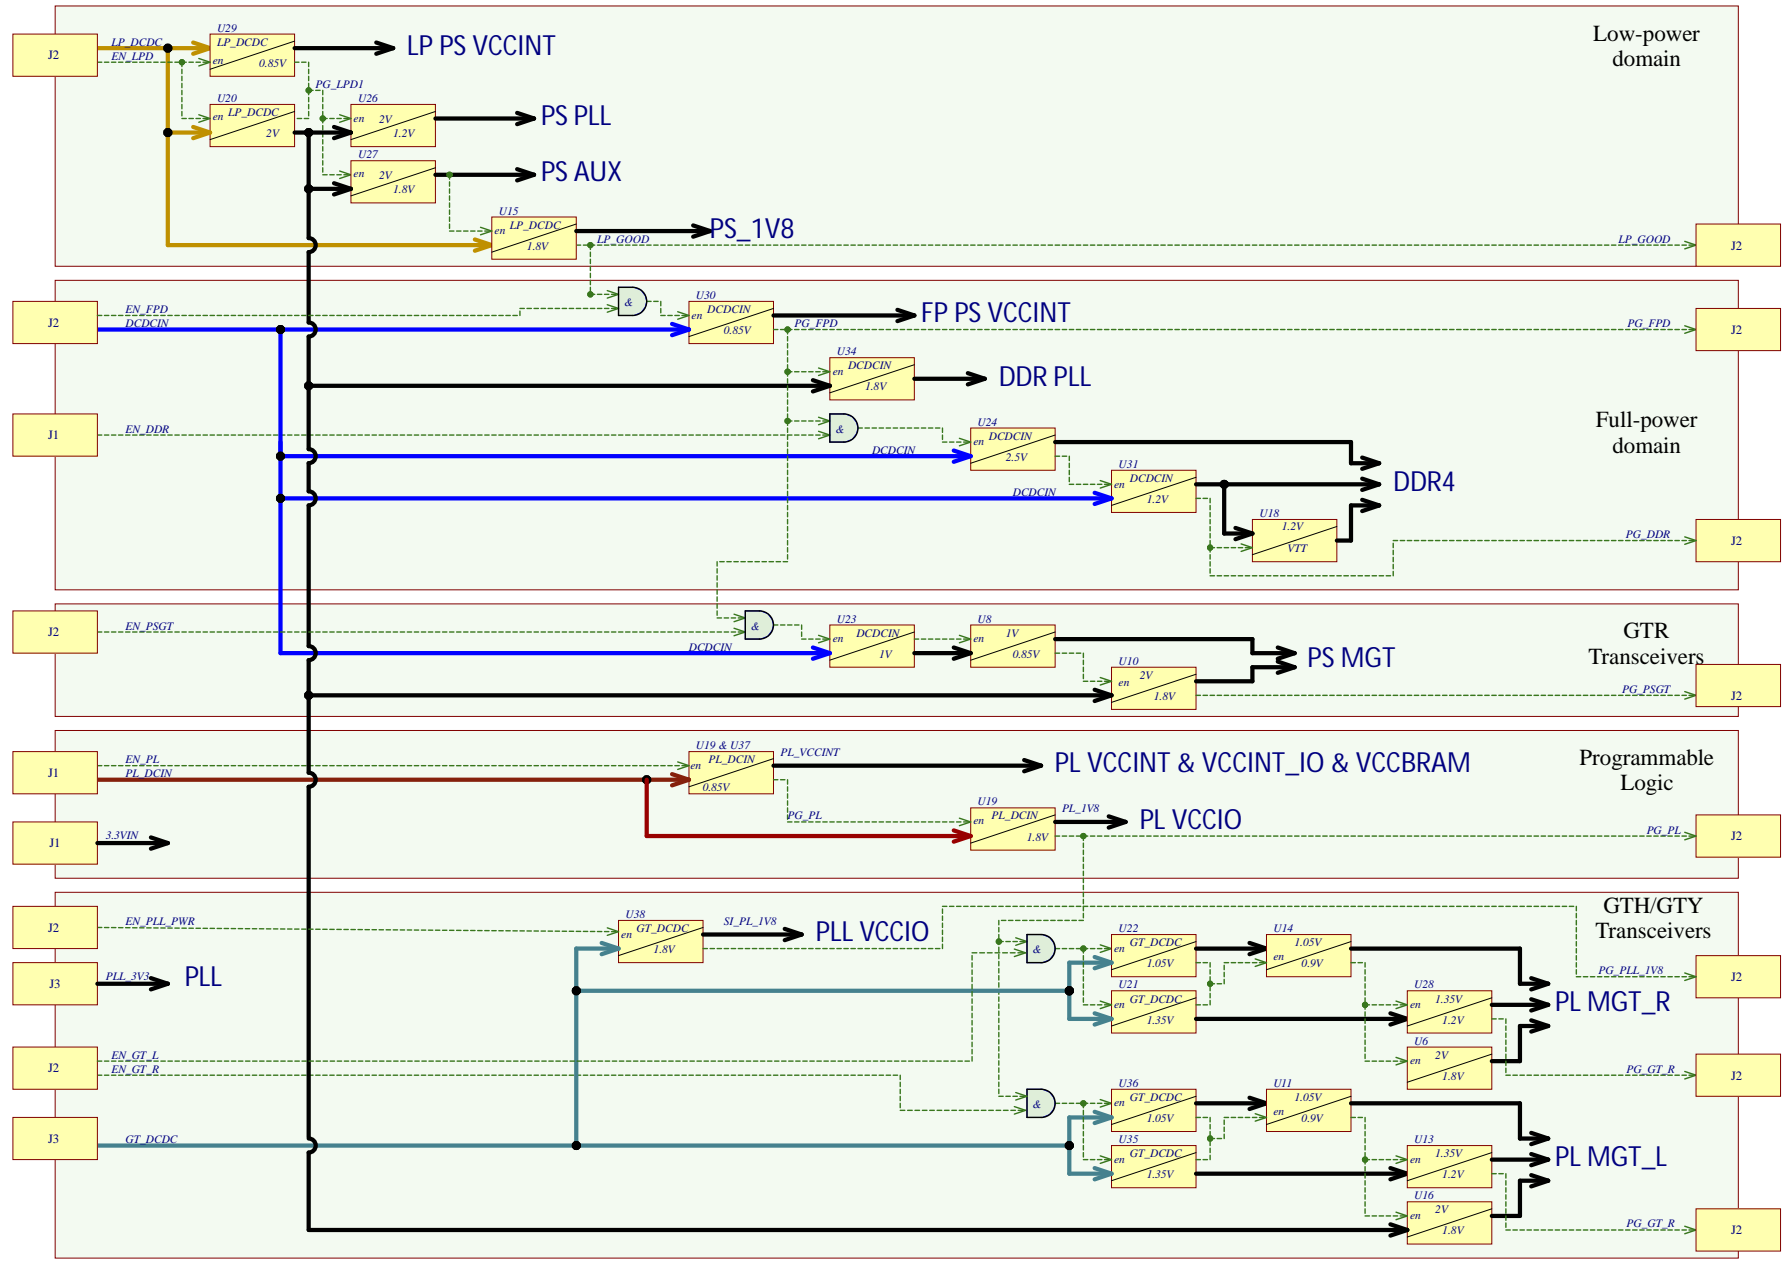 Low-power
domain
J2
LP_DCDC
EN_LPD
U29
LP_DCDC
en
0.85V
LP PS VCCINT
PG_LPD1
U20
en
LP_DCDC
2V
U26
en
2V
1.2V
PS PLL
U27
en
2V
1.8V
PS AUX
U15
en
LP_DCDC
1.8V
PS_1V8
LP_GOOD
LP_GOOD
J2
J2
EN_FPD
DCDCIN
&
U30
DCDCIN
en
0.85V
FP PS VCCINT
PG_FPD
PG_FPD
J2
U34
DCDCIN
en
1.8V
DDR PLL
Full-power
domain
J1
EN_DDR
&
U24
DCDCIN
en
2.5V
DCDCIN
U31
DCDCIN
en
1.2V
DCDCIN
DDR4
U18
1.2V
en
VTT
PG_DDR
J2
GTR
Transceivers
J2
EN_PSGT
&
U23
DCDCIN
en
1V
DCDCIN
U8
1V
en
0.85V
PS MGT
U10
2V
en
1.8V
PG_PSGT
J2
Programmable
Logic
J1
EN_PL
PL_DCIN
U19 & U37
PL_DCIN
en
0.85V
PL_VCCINT
PL VCCINT & VCCINT_IO & VCCBRAM
PG_PL
U19
PL_DCIN
en
1.8V
PL_1V8
PL VCCIO
PG_PL
J2
J1
3.3VIN
GTH/GTY
Transceivers
J2
EN_PLL_PWR
U38
GT_DCDC
en
1.8V
SI_PL_1V8
PLL VCCIO
J3
PLL_3V3
PLL
&
U22
GT_DCDC
en
1.05V
U14
1.05V
en
0.9V
PG_PLL_1V8
J2
U21
GT_DCDC
en
1.35V
U28
1.35V
en
1.2V
PL MGT_R
U6
2V
en
1.8V
J2
EN_GT_L
EN_GT_R
PG_GT_R
J2
&
U36
GT_DCDC
en
1.05V
U11
1.05V
en
0.9V
J3
GT_DCDC
U35
GT_DCDC
en
1.35V
U13
1.35V
en
1.2V
PL MGT_L
U16
2V
en
1.8V
PG_GT_R
J2